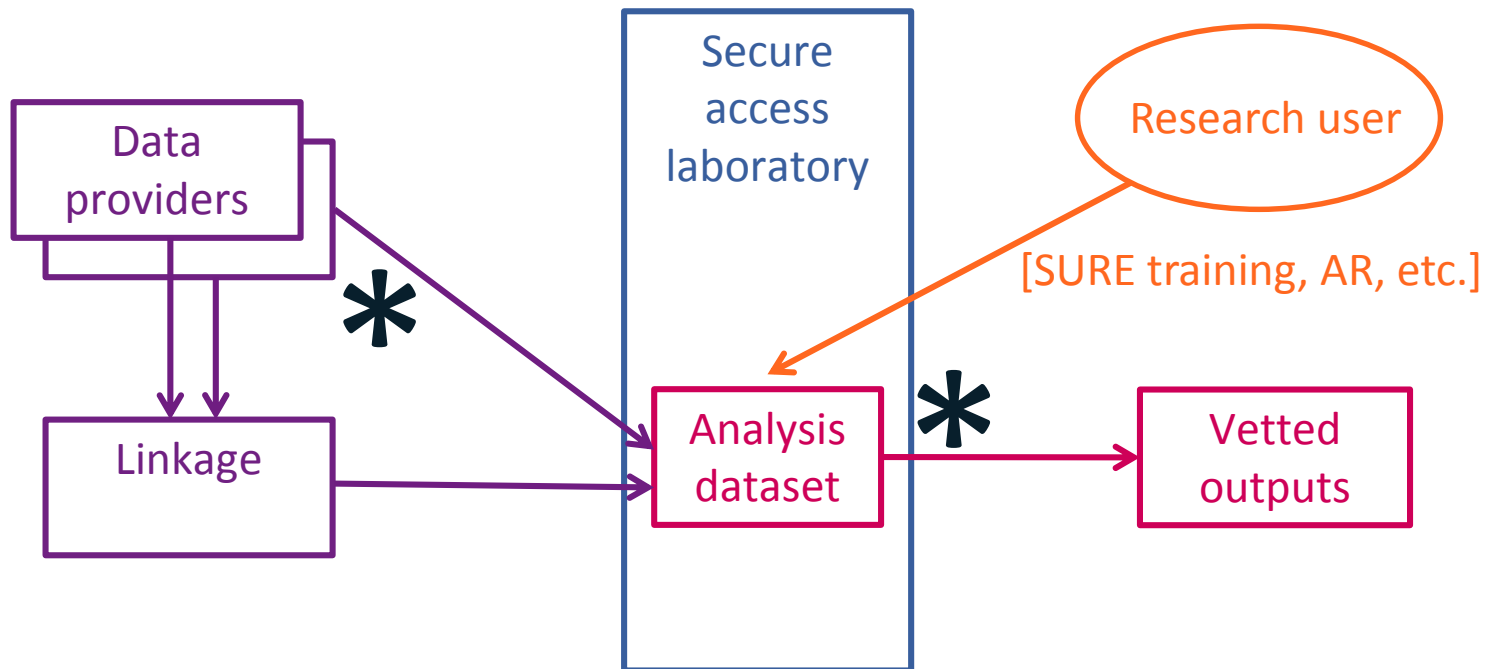 Data
providers
Secure
access
laboratory
Research user
[SURE training, AR, etc.]
*
Linkage
Analysis
dataset
*
Vetted
outputs